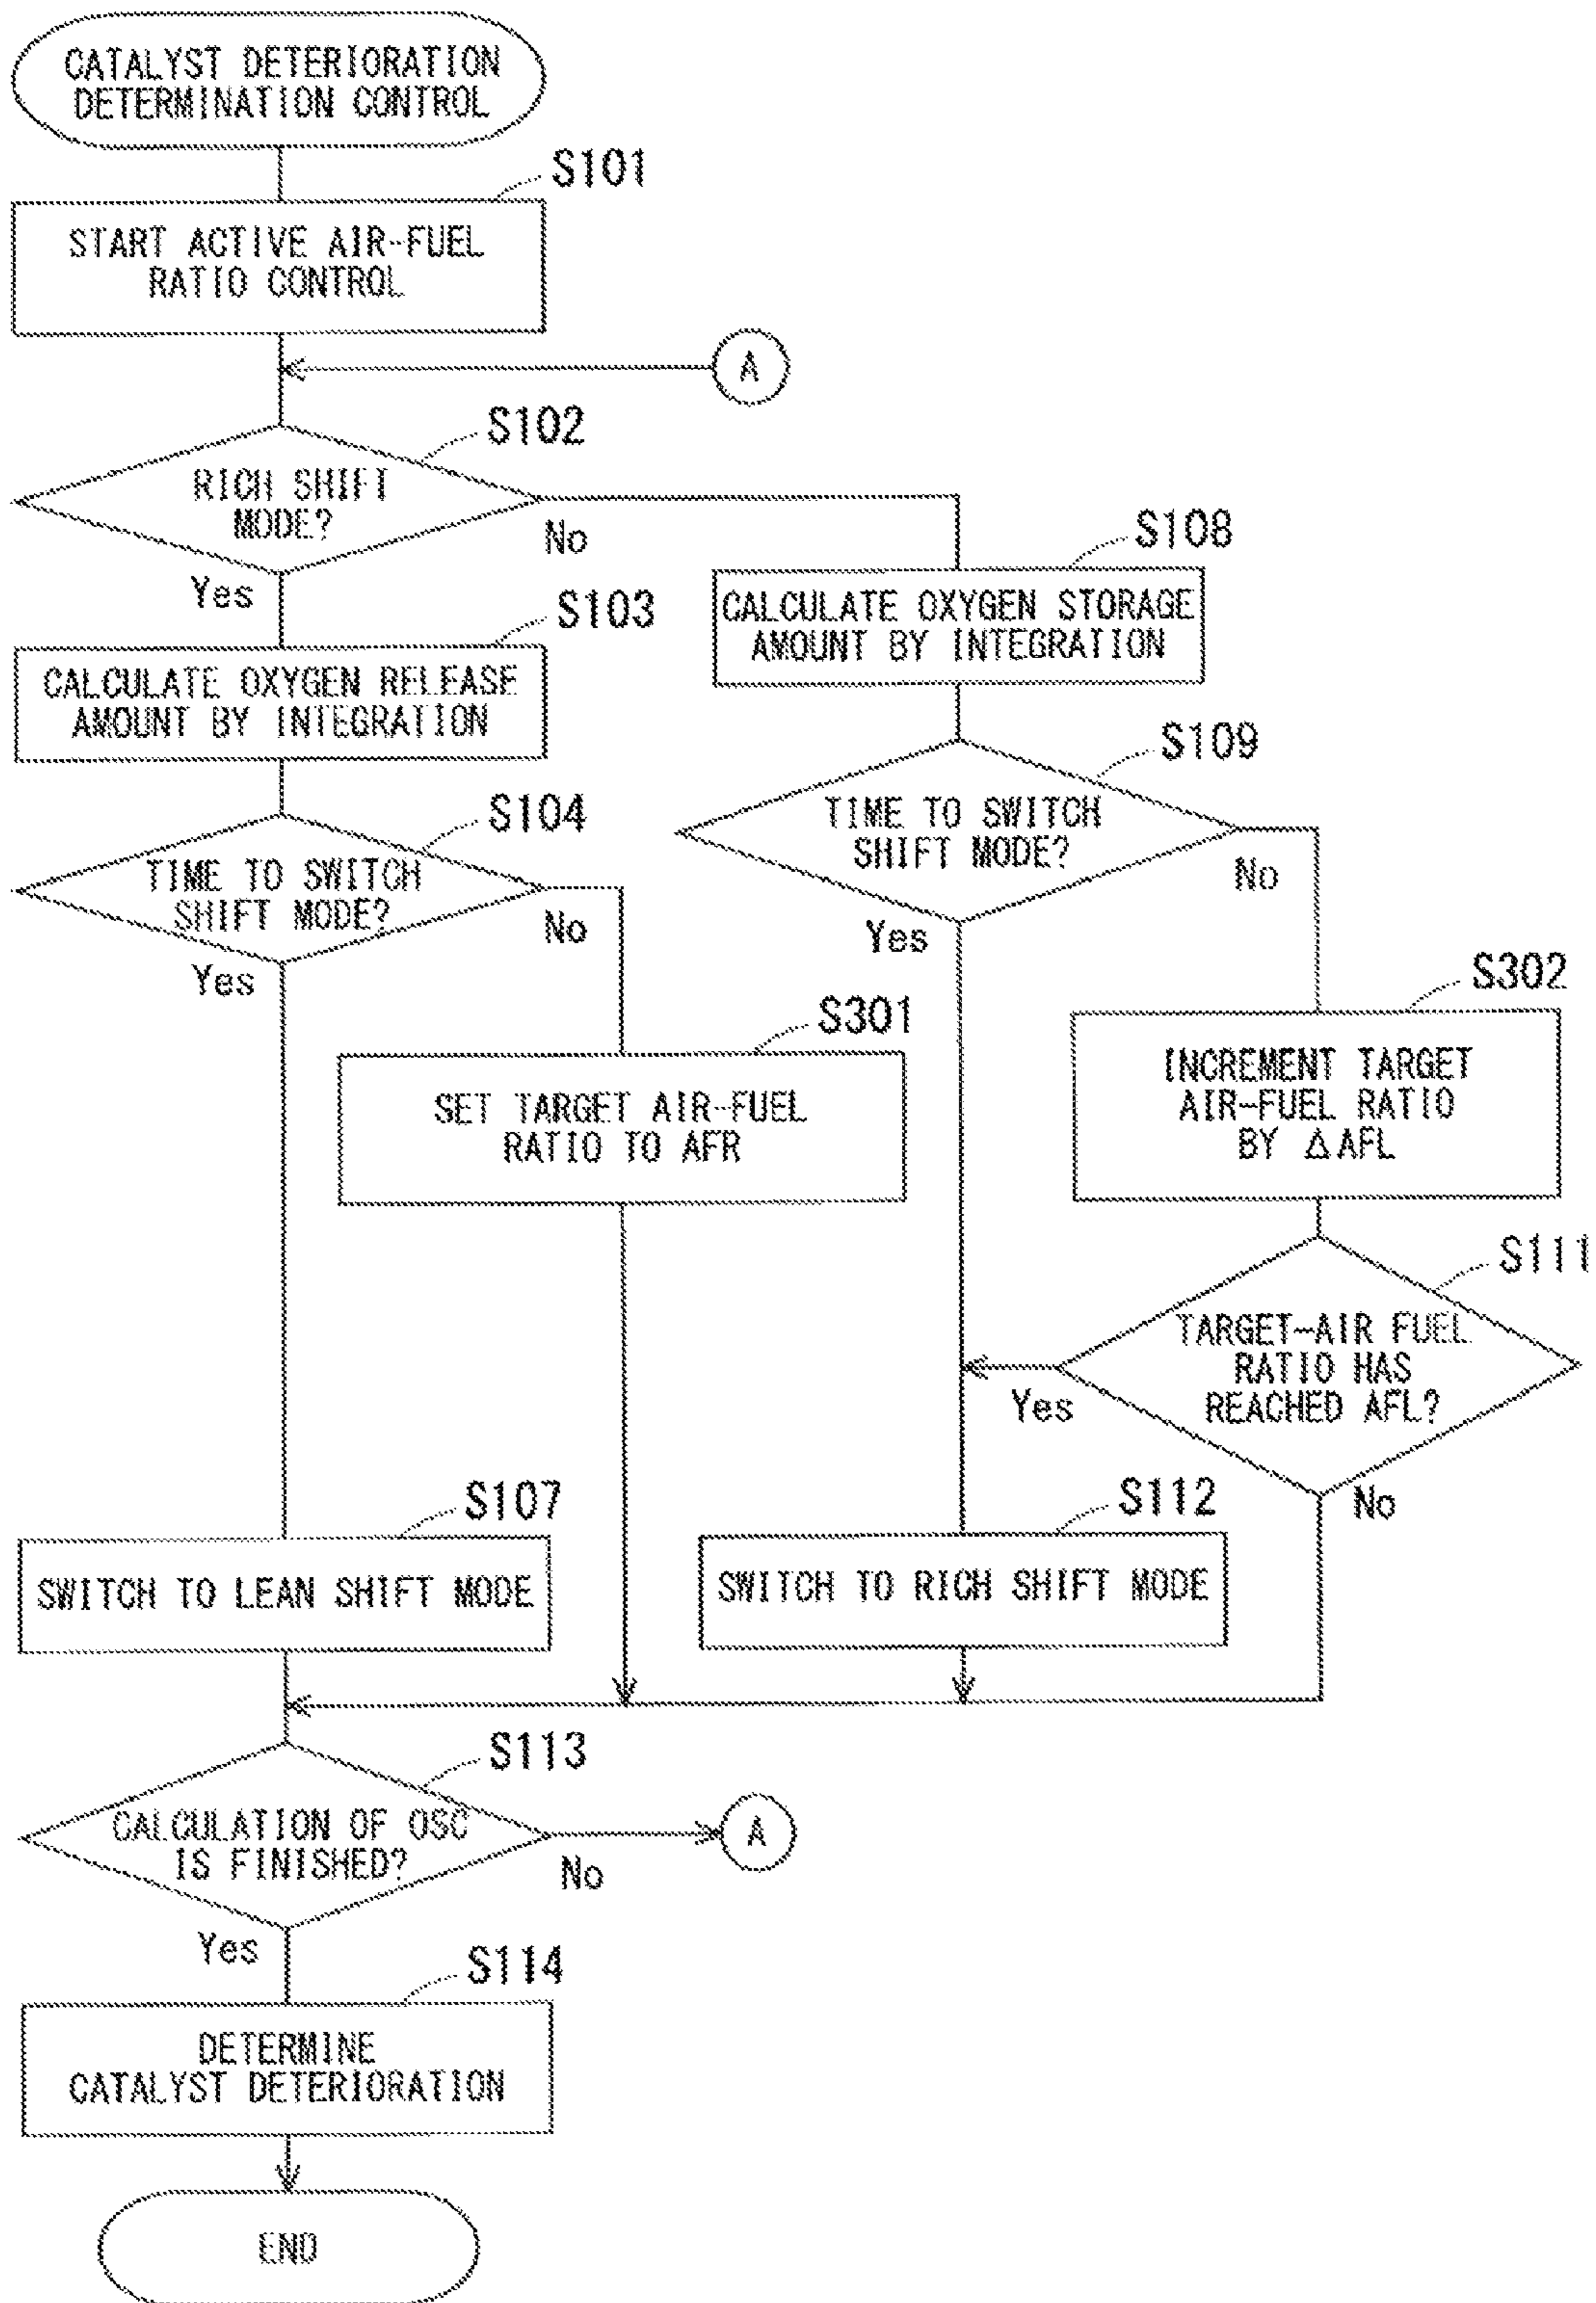 CATALYST DETERIORATION
DETERMINATION CONTROL
S101
START ACTIVE AIR-FUEL
RATIO CONTROL
A
S102
RICH SHIFT
MODE?
No
Yes
S103
CALCULATE OXYGEN RELEASE
AMOUNT BY INTEGRATION
S104
TIME TO SWITCH
SHIFT MODE?
No
Yes
S301
SET TARGET AIR-FUEL
RATIO TO AFR
S108
CALCULATE OXYGEN STORAGE
AMOUNT BY INTEGRATION
S109
TIME TO SWITCH
SHIFT MODE?
No
Yes
S302
INCREMENT TARGET
AIR-FUEL RATIO
BY ΔAFL
S111
TARGET-AIR FUEL
RATIO HAS
REACHED AFL?
Yes
No
S107
SWITCH TO LEAN SHIFT MODE
S112
SWITCH TO RICH SHIFT MODE
S113
CALCULATION OF OSC
IS FINISHED?
No
A
Yes
S114
DETERMINE
CATALYST DETERIORATION
END